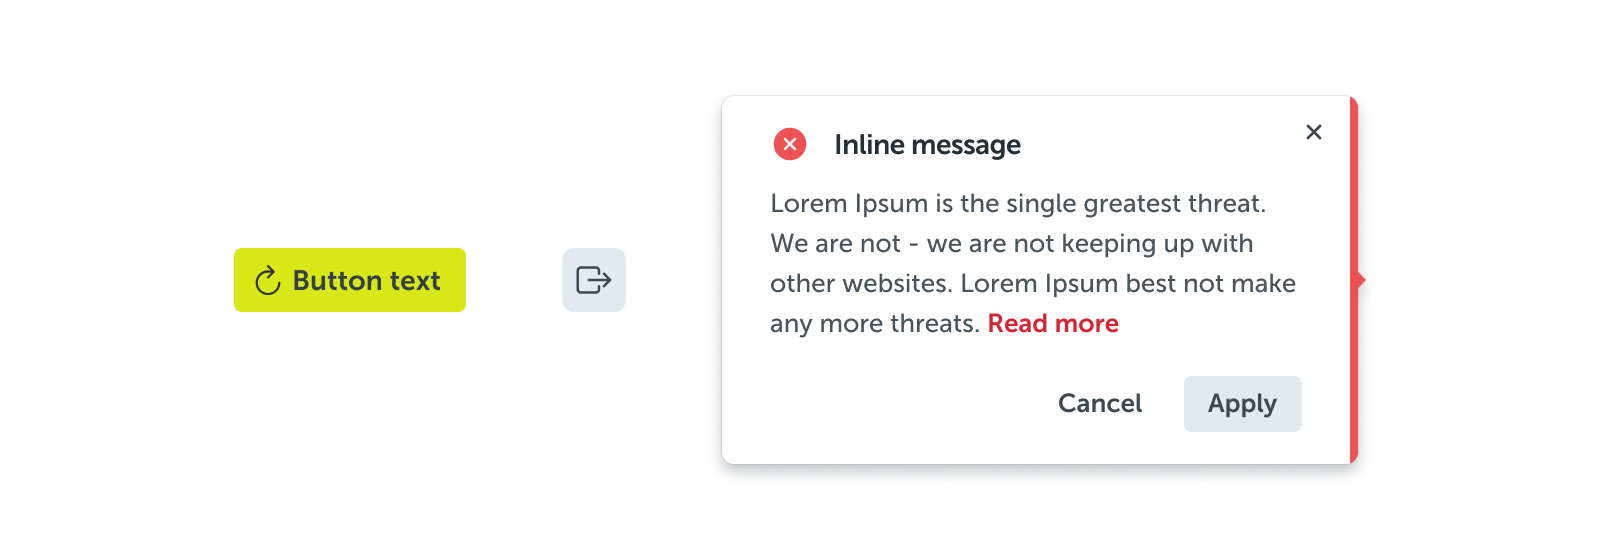 Button text
Inline message
Lorem Ipsum is the single greatest threat.
We are not - we are not keeping up with
other websites. Lorem Ipsum best not make
any more threats. Read more
Cancel
Apply